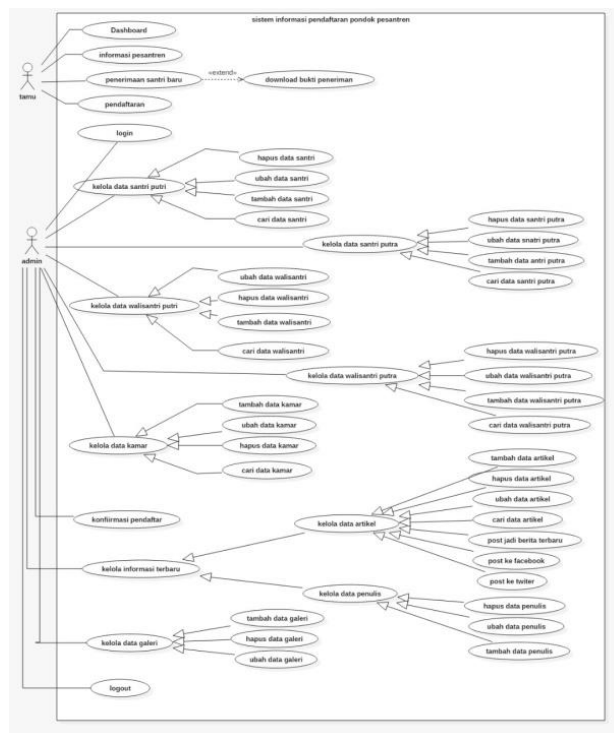 sistem informasi pendaftaran pondok pesantren
Dashboard
informasi pesantren
penerimaan santri baru
«extend»
download bukti peneriman
tamu
pendaftaran
login
hapus data santri
kelola data santri putri
ubah data santri
tambah data santri
cari data santri
hapus data santri putra
admin
kelola data santri putra
ubah data snatri putra
tambah data antri putra
cari data santri putra
ubah data walisantri
kelola data walisantri putri
hapus data walisantri
tambah data walisantri
cari data walisantri
hapus data walisantri putra
kelola data walisantri putra
ubah data walisantri putra
tambah data walisantri putra
cari data walisantri putra
tambah data kamar
ubah data kamar
kelola data kamar
hapus data kamar
cari data kamar
tambah data artikel
hapus data artikel
ubah data artikel
konfiirmasi pendaftar
kelola data artikel
cari data artikel
post jadi berita terbaru
post ke facebook
kelola informasi terbaru
post ke twiter
kelola data penulis
hapus data penulis
ubah data penulis
tambah data penulis
tambah data galeri
kelola data galeri
hapus data galeri
ubah data galeri
logout